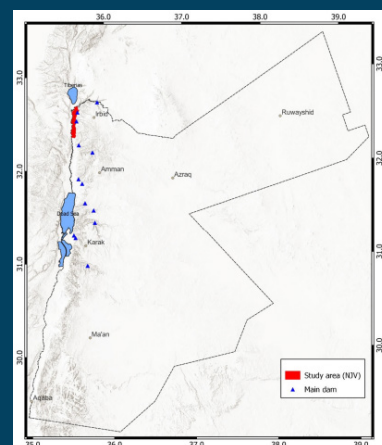 36.0 37.0 38.0 39.0
33.0 33.0
Tiberias
Irbid
Ruwayshid
32.0 32.0
Amman
Azraq
Dead Sea
31.0 31.0
Karak
30.0 30.0
Ma'an
Study area (NJV)
Main dam
Aqaba
35.0 36.0 37.0 38.0 39.0